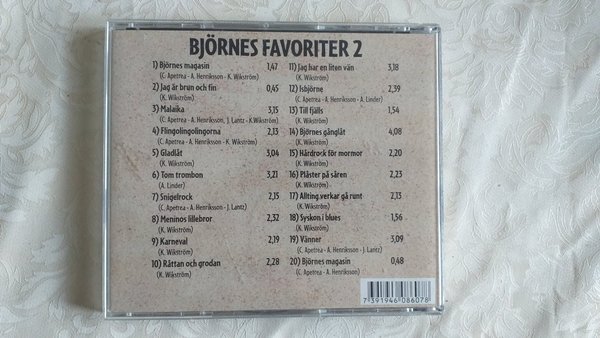 BJÖRNES FAVORITER 2
1) Björnes magasin 1,47
(C. Apetrea - A. Henriksson - K. Wikström)
2) Jag är brun och fin 0,45
(K. Wikström)
3) Malaika 3,15
(C. Apetrea - A. Henriksson, J. Lantz - K.Wikström)
4) Flingolingolingorna 2,13
(C. Apetrea - A. Henriksson - K. Wikström)
5) Gladlåt 3,04
(K. Wikström)
6) Tom trombon 3,21
(A. Linder)
7) Snigelrock 2,15
(C. Apetrea - A. Henriksson - J. Lantz)
8) Meninos lillebror 2,32
(K. Wikström)
9) Karneval 2,19
(K. Wikström)
10) Råttan och grodan 2,28
(K. Wikström)
11) Jag har en liten vän 3,18
(K. Wikström)
12) Isbjörne 2,39
(C. Apetrea - A. Henriksson - A. Linder)
13) Till fjälls 1,54
(K. Wikström)
14) Björnes gånglåt 4,08
(K. Wikström)
15) Hårdrock för mormor 2,20
(K. Wikström)
16) Plåster på såren 2,23
(K. Wikström)
17) Allting verkar gå runt 2,13
(K. Wikström)
18) Syskon i blues 1,56
(K. Wikström)
19) Vänner 3,09
(C. Apetrea - A. Henriksson - J. Lantz)
20) Björnes magasin 0,48
(C. Apetrea - A. Henriksson)
7 391946 086078